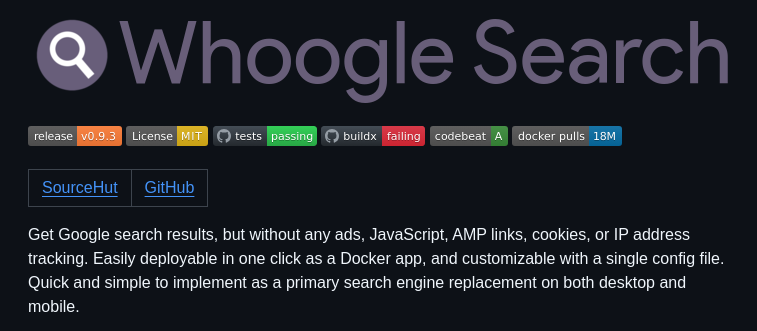 Whoogle Search
release v0.9.3 License MIT tests passing buildx failing codebeat A docker pulls 18M
SourceHut GitHub
Get Google search results, but without any ads, JavaScript, AMP links, cookies, or IP address
tracking. Easily deployable in one click as a Docker app, and customizable with a single config file.
Quick and simple to implement as a primary search engine replacement on both desktop and
mobile.